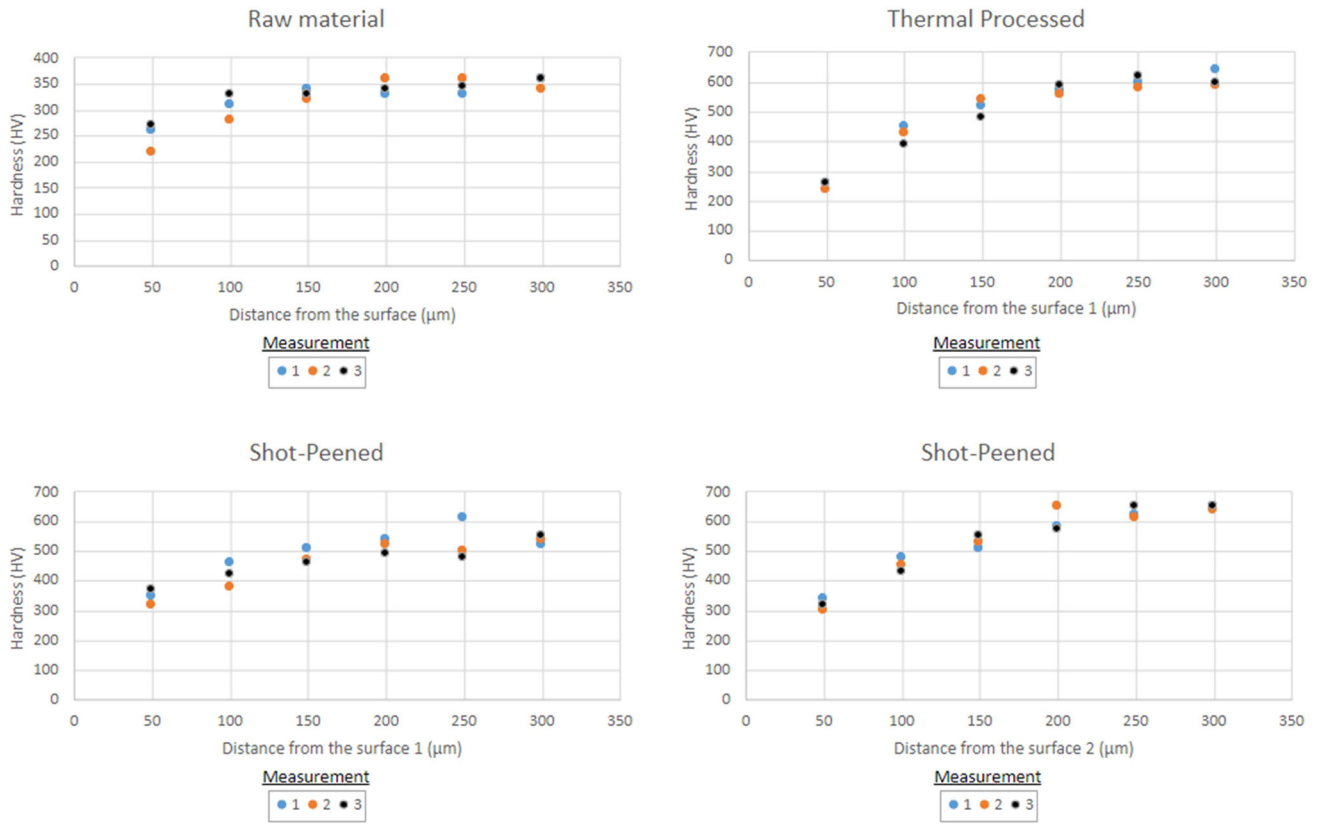 Raw material
Hardness (HV)
400
350
300
250
200
150
100
50
0
0 50 100 150 200 250 300 350
Distance from the surface (μm)
Measurement
1 2 3
Thermal Processed
Hardness (HV)
700
600
500
400
300
200
100
0
0 50 100 150 200 250 300 350
Distance from the surface 1 (μm)
Measurement
1 2 3
Shot-Peened
Hardness (HV)
700
600
500
400
300
200
100
0
0 50 100 150 200 250 300 350
Distance from the surface 1 (μm)
Measurement
1 2 3
Shot-Peened
Hardness (HV)
700
600
500
400
300
200
100
0
0 50 100 150 200 250 300 350
Distance from the surface 2 (μm)
Measurement
1 2 3